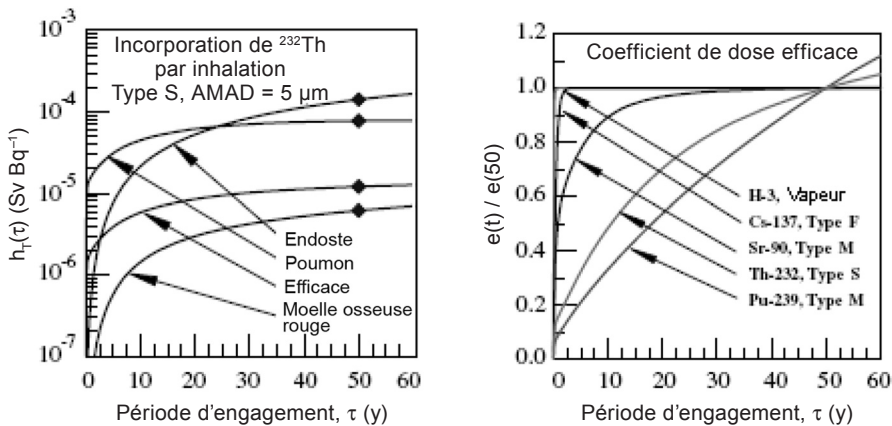 10⁻³
10⁻⁴
10⁻⁵
10⁻⁶
10⁻⁷
h_T(τ) (Sv Bq⁻¹)
Incorporation de ²³²Th
par inhalation
Type S, AMAD = 5 µm
Endoste
Poumon
Efficace
Moelle osseuse
rouge
0 10 20 30 40 50 60
Période d'engagement, τ (y)
1.2
1.0
0.8
0.6
0.4
0.2
0.0
e(t) / e(50)
Coefficient de dose efficace
H-3, Vapeur
Cs-137, Type F
Sr-90, Type M
Th-232, Type S
Pu-239, Type M
0 10 20 30 40 50 60
Période d'engagement, τ (y)